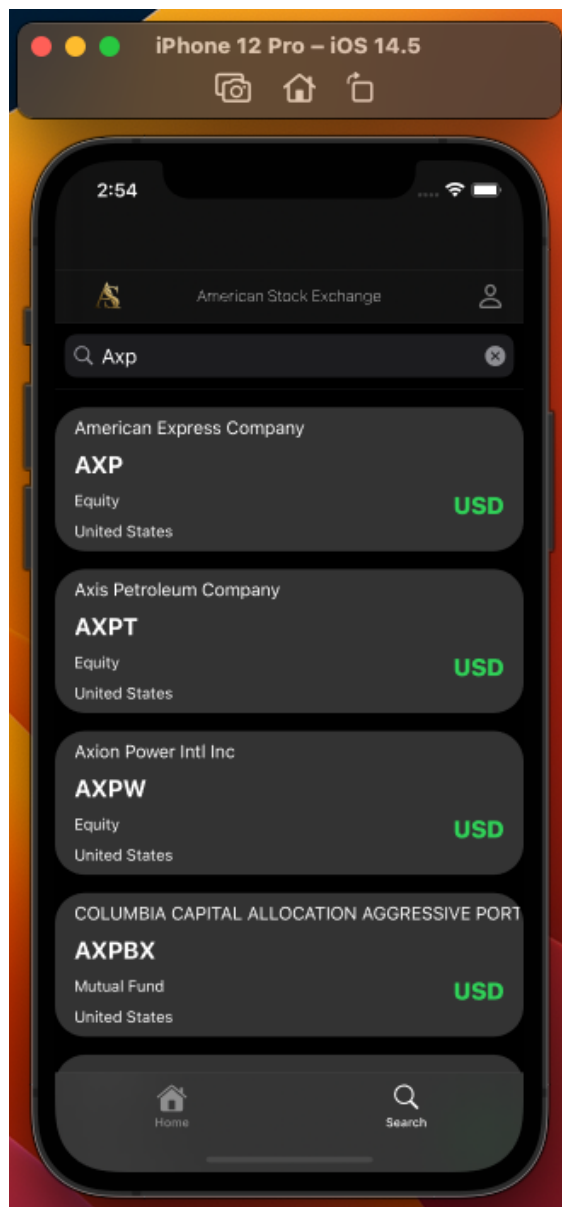 iPhone 12 Pro – iOS 14.5
2:54
AS
American Stock Exchange
Axp
American Express Company
AXP
Equity
USD
United States
Axis Petroleum Company
AXPT
Equity
USD
United States
Axion Power Intl Inc
AXPW
Equity
USD
United States
COLUMBIA CAPITAL ALLOCATION AGGRESSIVE PORT
AXPBX
Mutual Fund
USD
United States
Home
Search